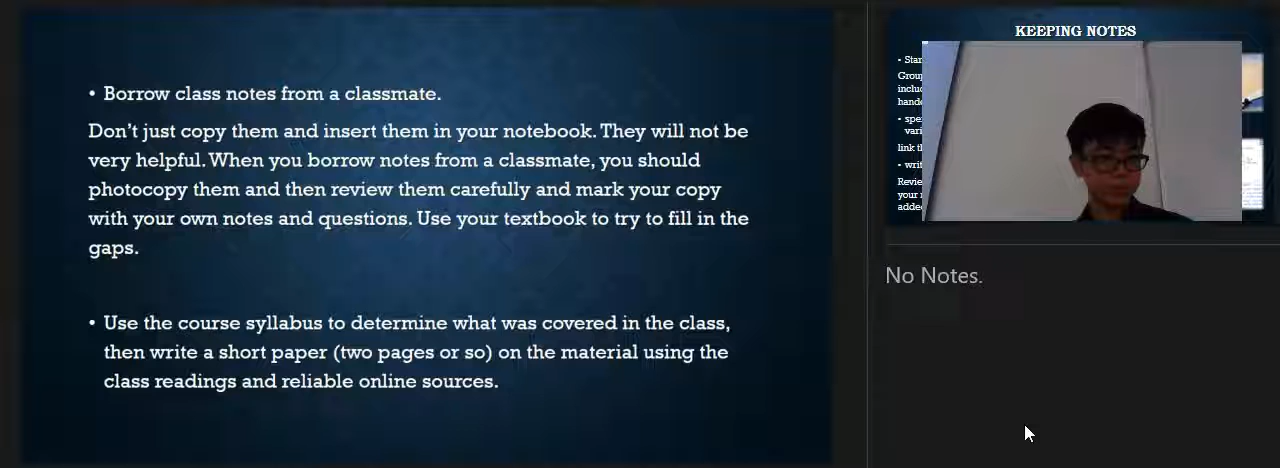 • Borrow class notes from a classmate.
Don’t just copy them and insert them in your notebook. They will not be
very helpful. When you borrow notes from a classmate, you should
photocopy them and then review them carefully and mark your copy
with your own notes and questions. Use your textbook to try to fill in the
gaps.
• Use the course syllabus to determine what was covered in the class,
then write a short paper (two pages or so) on the material using the
class readings and reliable online sources.
KEEPING NOTES
link
No Notes.